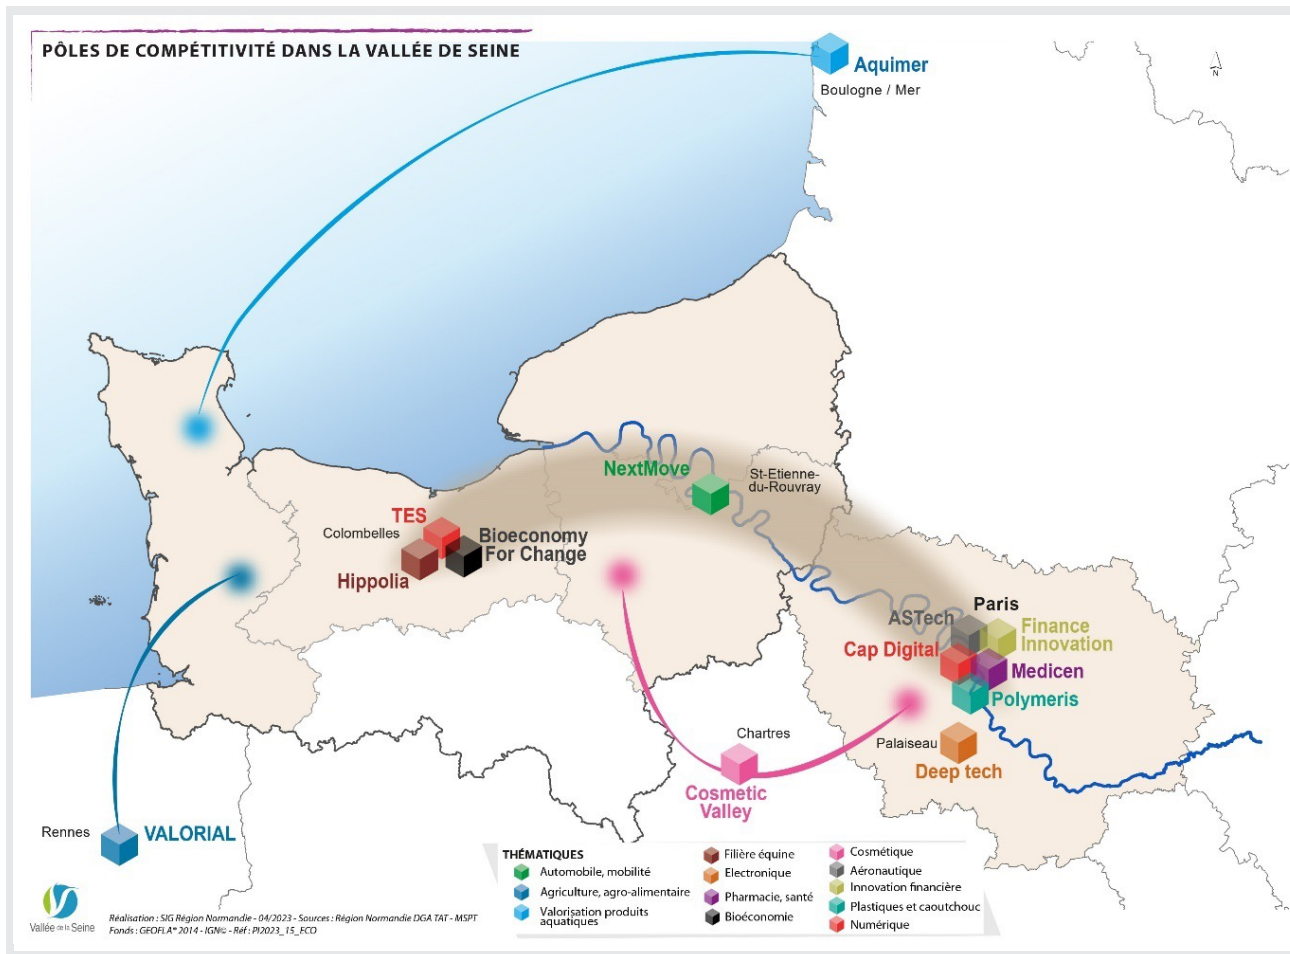 PÔLES DE COMPÉTITIVITÉ DANS LA VALLÉE DE SEINE
N
Aquimer
Boulogne / Mer
NextMove
St-Etienne-
du-Rouvray
TES
Colombelles
Bioeconomy
For Change
Hippolia
Paris
ASTech
Finance
Innovation
Cap Digital
Medicen
Polymeris
Chartres
Palaiseau
Deep tech
Cosmetic
Valley
Rennes
VALORIAL
THÉMATIQUES
Automobile, mobilité
Agriculture, agro-alimentaire
Valorisation produits
aquatiques
Filière équine
Electronique
Pharmacie, santé
Bioéconomie
Cosmétique
Aéronautique
Innovation financière
Plastiques et caoutchouc
Numérique
Vallée de la Seine
Réalisation : SIG Région Normandie - 04/2023 - Sources : Région Normandie DGA TAT - MSPT
Fonds : GEOFLA® 2014 - IGN© - Réf : PI2023_15_ECO